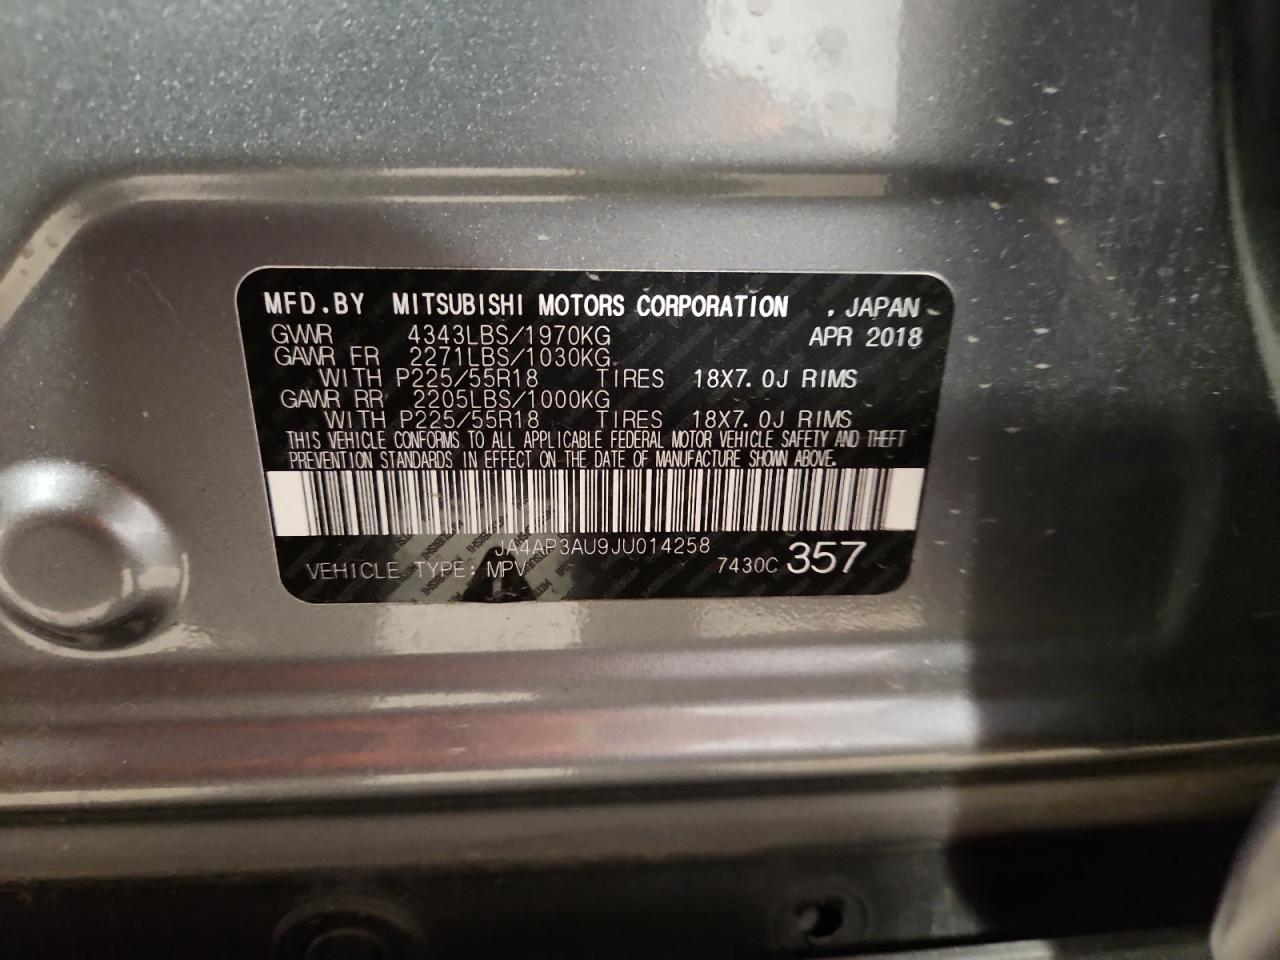 MFD.BY MITSUBISHI MOTORS CORPORATION . JAPAN
GVWR 4343LBS/1970KG APR 2018
GAWR FR 2271LBS/1030KG
WITH P225/55R18 TIRES 18X7.0J RIMS
GAWR RR 2205LBS/1000KG
WITH P225/55R18 TIRES 18X7.0J RIMS
THIS VEHICLE CONFORMS TO ALL APPLICABLE FEDERAL MOTOR VEHICLE SAFETY AND THEFT
PREVENTION STANDARDS IN EFFECT ON THE DATE OF MANUFACTURE SHOWN ABOVE.
JA4AP3AU9JU014258
VEHICLE TYPE: MPV 7430C 357